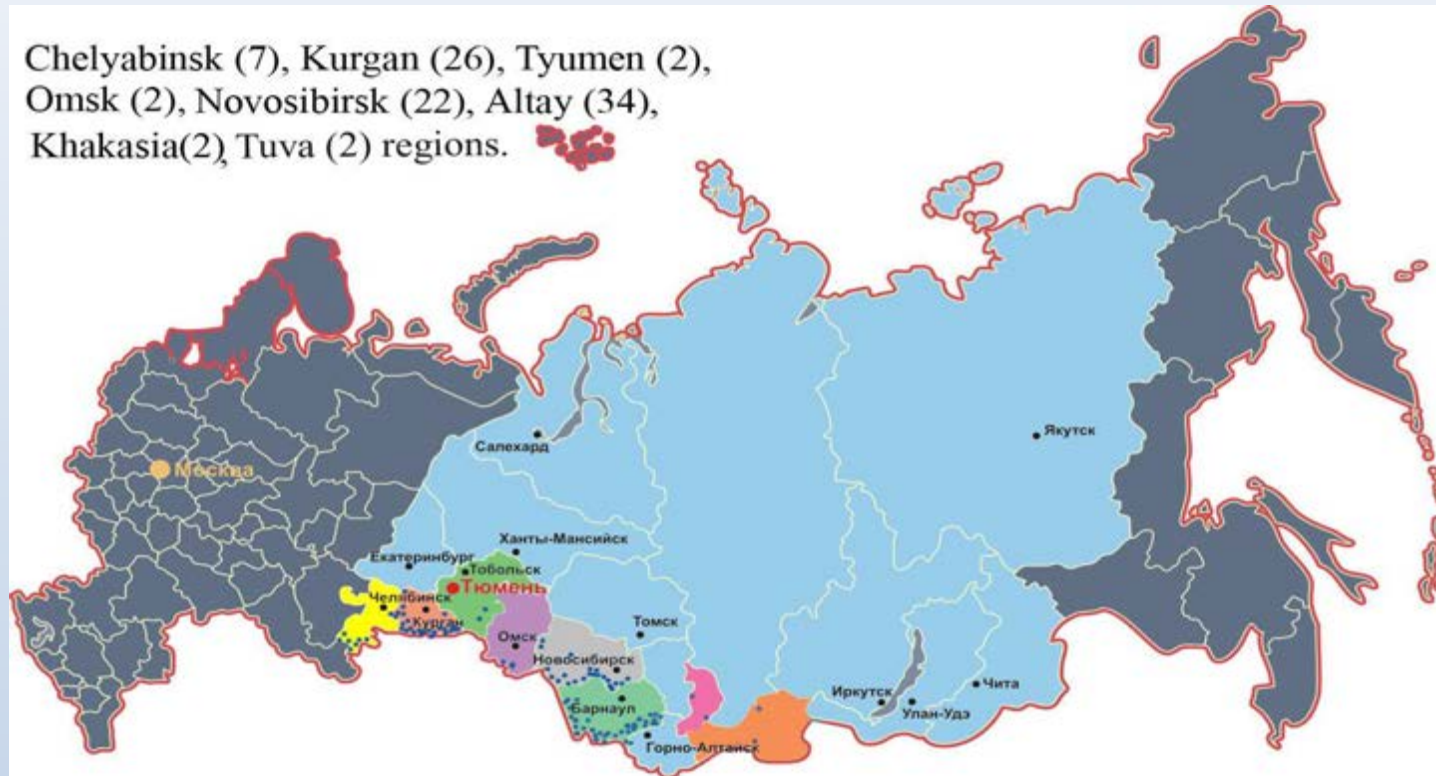 Chelyabinsk (7), Kurgan (26), Tyumen (2),
Omsk (2), Novosibirsk (22), Altay (34),
Khakasia(2), Tuva (2) regions.
Якутск
Салехард
Москва
Ханты-Мансийск
Екатеринбург
Тобольск
Тюмень
Челябинск
Курган
Томск
Омск
Новосибирск
Чита
Иркутск
Барнаул
Улан-Удэ
Горно-Алтайск